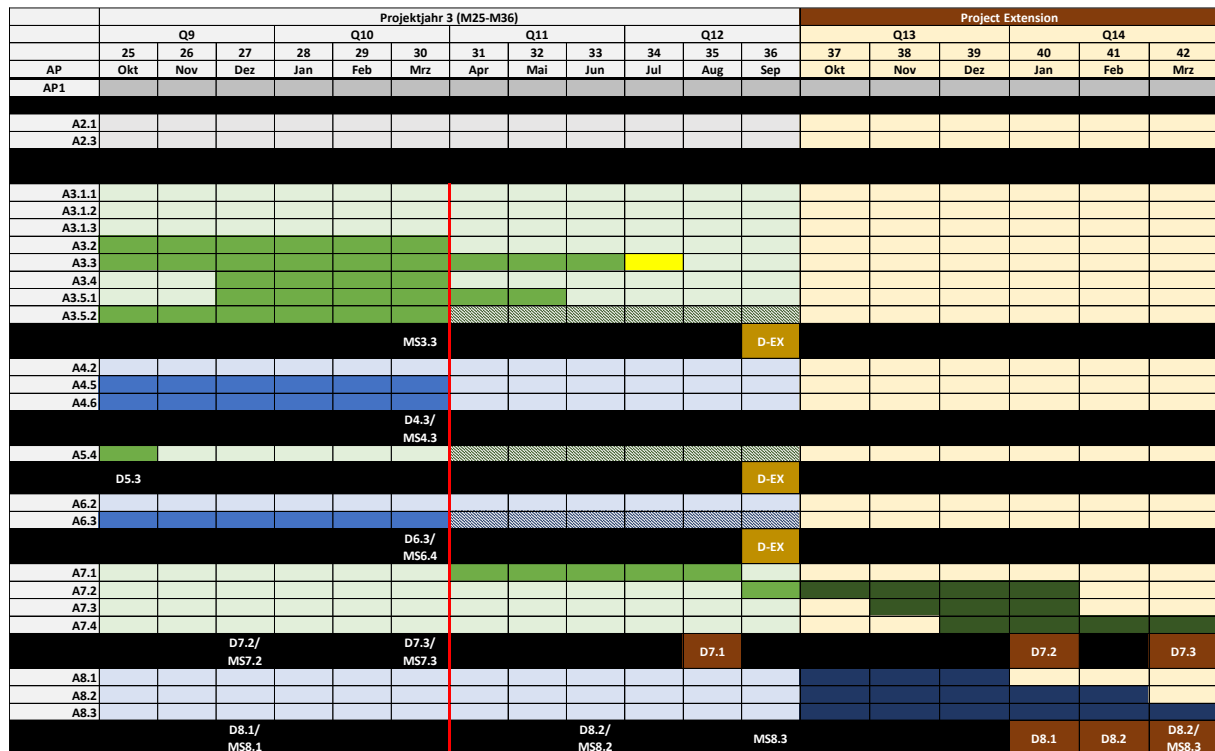 Projektjahr 3 (M25-M36) Project Extension
Q9 Q10 Q11 Q12 Q13 Q14
25 26 27 28 29 30 31 32 33 34 35 36 37 38 39 40 41 42
AP Okt Nov Dez Jan Feb Mrz Apr Mai Jun Jul Aug Sep Okt Nov Dez Jan Feb Mrz
AP1
A2.1
A2.3
A3.1.1
A3.1.2
A3.1.3
A3.2
A3.3
A3.4
A3.5.1
A3.5.2
MS3.3 D-EX
A4.2
A4.5
A4.6
D4.3/
MS4.3
A5.4
D5.3 D-EX
A6.2
A6.3
D6.3/
MS6.4
D-EX
A7.1
A7.2
A7.3
A7.4
D7.2/
MS7.2
D7.3/
MS7.3
D7.1
D7.2
D7.3
A8.1
A8.2
A8.3
D8.1/
MS8.1
D8.2/
MS8.2
MS8.3
D8.1
D8.2
D8.2/
MS8.3